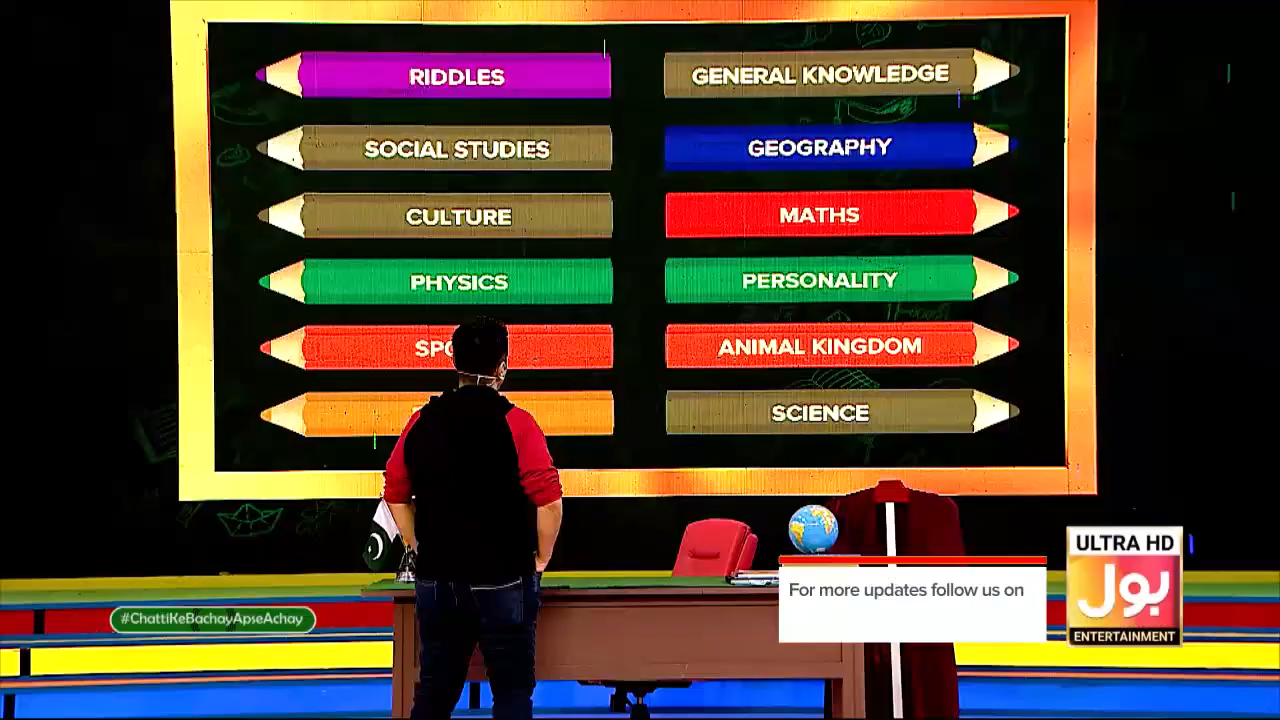 RIDDLES
GENERAL KNOWLEDGE
SOCIAL STUDIES
GEOGRAPHY
CULTURE
MATHS
PHYSICS
PERSONALITY
ANIMAL KINGDOM
SCIENCE
#ChattiKeBachayApseAchay
For more updates follow us on
ULTRA HD
بول
ENTERTAINMENT